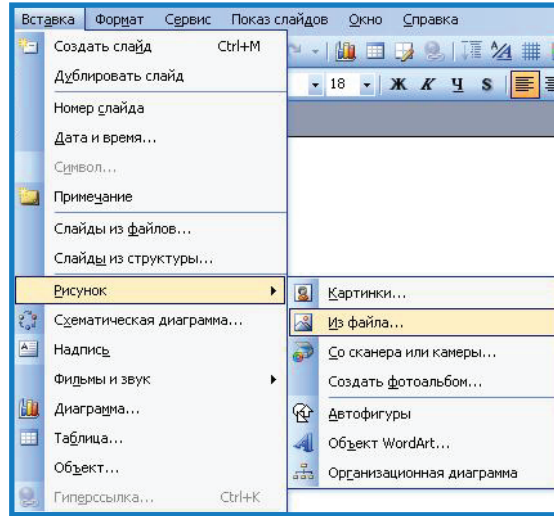 Вставка Формат Сервис Показ слайдов Окно Справка
Создать слайд Ctrl+M
Дублировать слайд
18 Ж К Ч S
Номер слайда
Дата и время...
Символ...
Примечание
Слайды из файлов...
Слайды из структуры...
Рисунок
Картинки...
Схематическая диаграмма...
Из файла...
Надпись
Со сканера или камеры...
Фильмы и звук
Создать фотоальбом...
Диаграмма...
Автофигуры
Таблица...
Объект WordArt...
Объект...
Организационная диаграмма
Гиперссылка... Ctrl+K